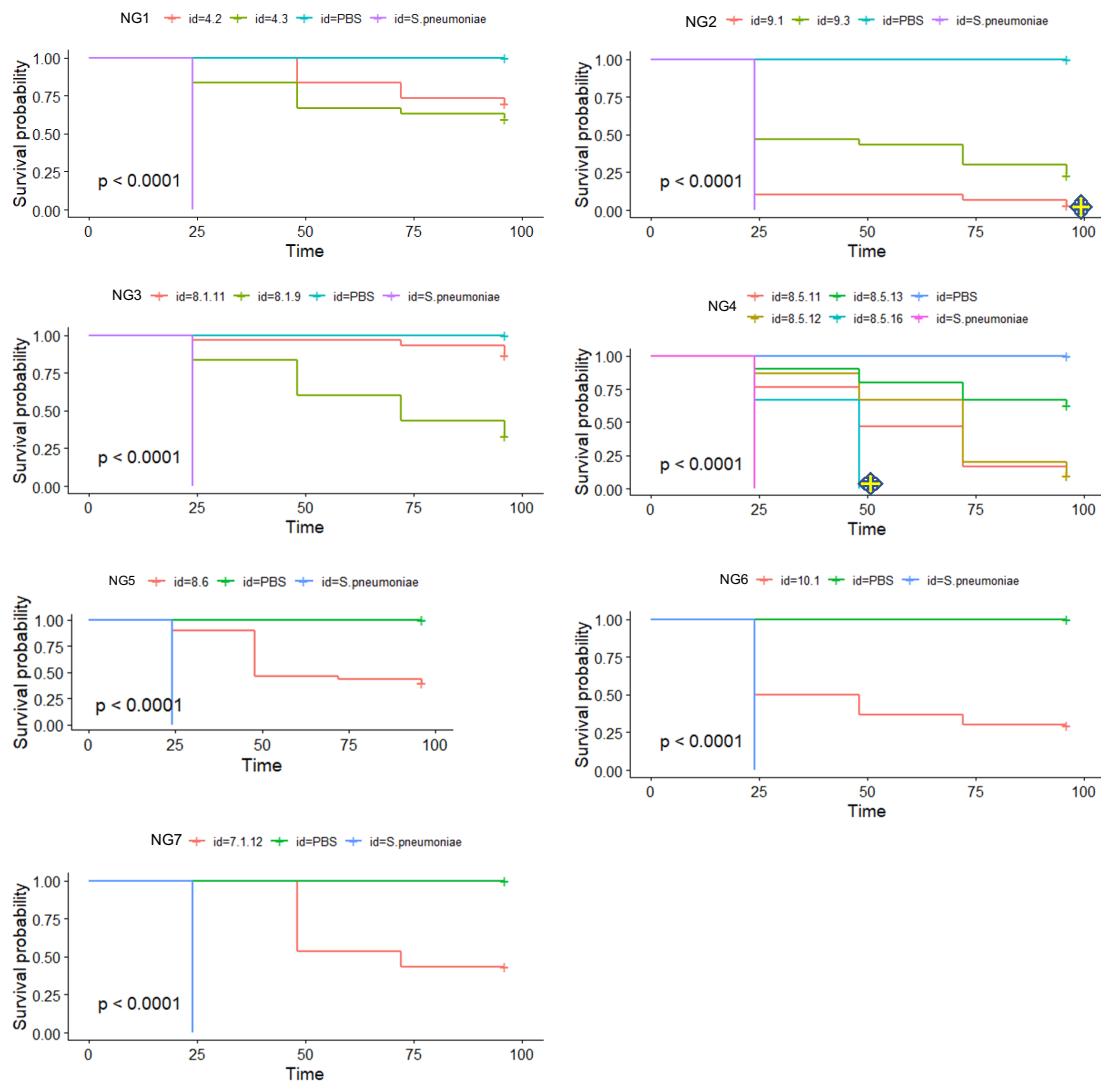 NG1 id=4.2 id=4.3 id=PBS id=S.pneumoniae
Survival probability
1.00
0.75
0.50
0.25
0.00
p < 0.0001
0 25 50 75 100
Time
NG2 id=9.1 id=9.3 id=PBS id=S.pneumoniae
Survival probability
1.00
0.75
0.50
0.25
0.00
p < 0.0001
0 25 50 75 100
Time
NG3 id=8.1.11 id=8.1.9 id=PBS id=S.pneumoniae
Survival probability
1.00
0.75
0.50
0.25
0.00
p < 0.0001
0 25 50 75 100
Time
NG4 id=8.5.11 id=8.5.13 id=PBS
id=8.5.12 id=8.5.16 id=S.pneumoniae
Survival probability
1.00
0.75
0.50
0.25
0.00
p < 0.0001
0 25 50 75 100
Time
NG5 id=8.6 id=PBS id=S.pneumoniae
Survival probability
1.00
0.75
0.50
0.25
0.00
p < 0.0001
0 25 50 75 100
Time
NG6 id=10.1 id=PBS id=S.pneumoniae
Survival probability
1.00
0.75
0.50
0.25
0.00
p < 0.0001
0 25 50 75 100
Time
NG7 id=7.1.12 id=PBS id=S.pneumoniae
Survival probability
1.00
0.75
0.50
0.25
0.00
p < 0.0001
0 25 50 75 100
Time